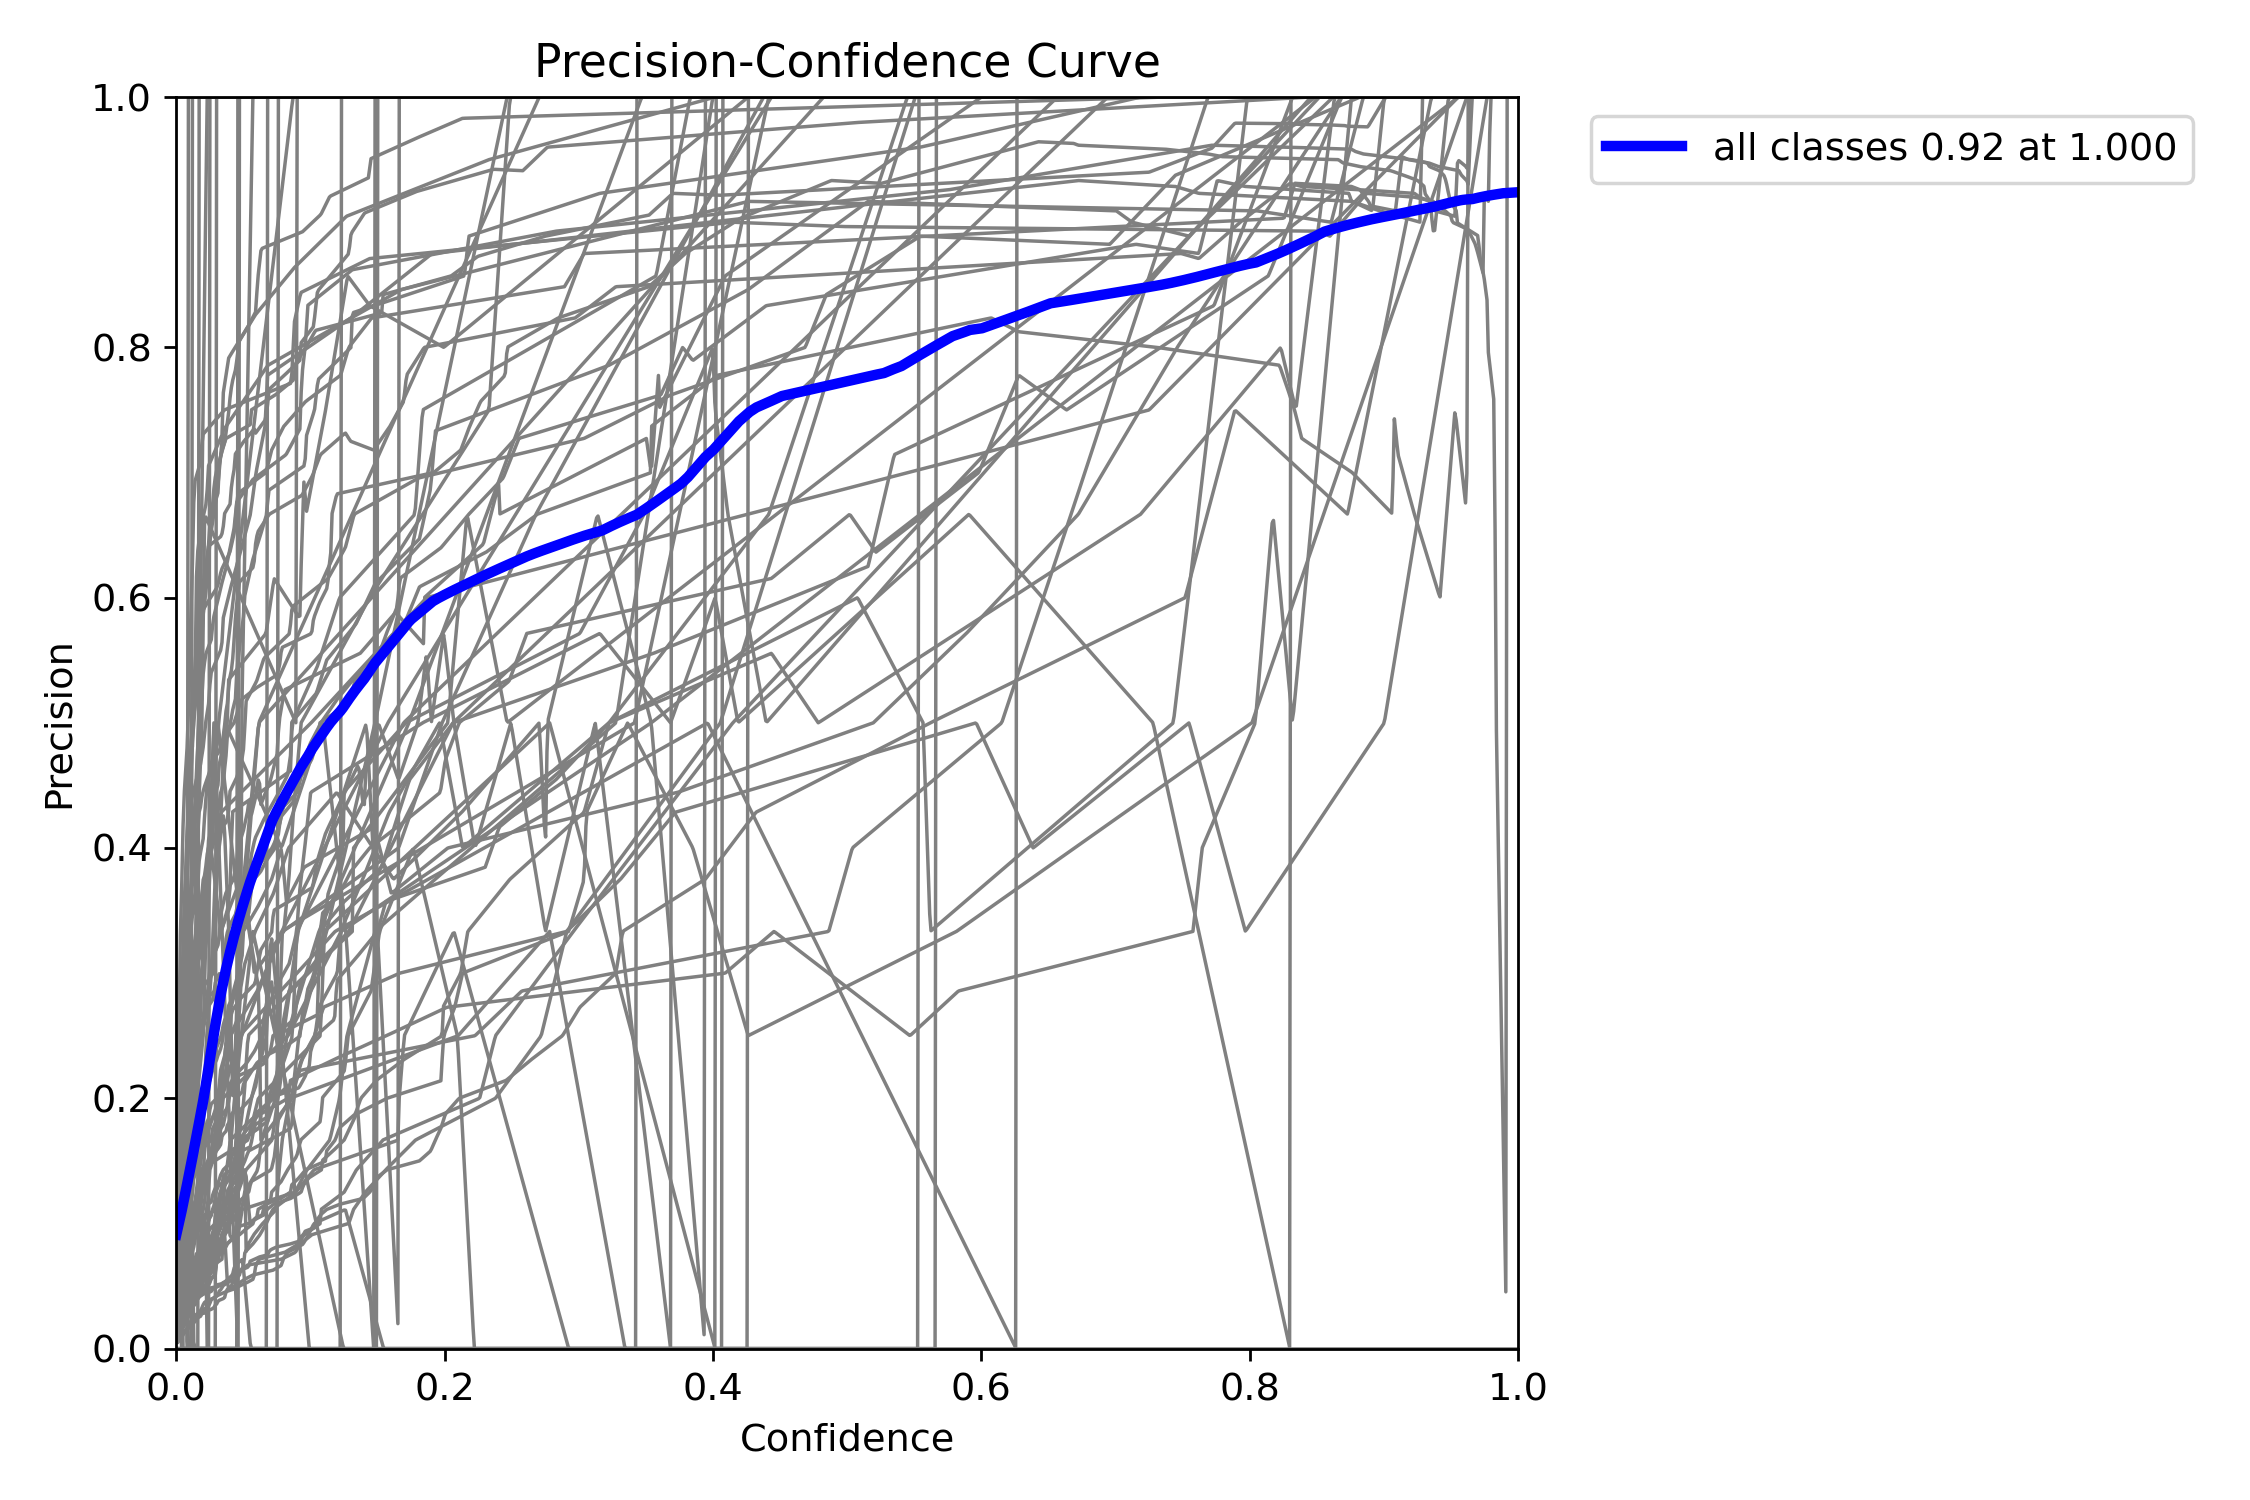 Precision-Confidence Curve
all classes 0.92 at 1.000
1.0
0.8
0.6
0.4
0.2
0.0
Precision
0.0 0.2 0.4 0.6 0.8 1.0
Confidence